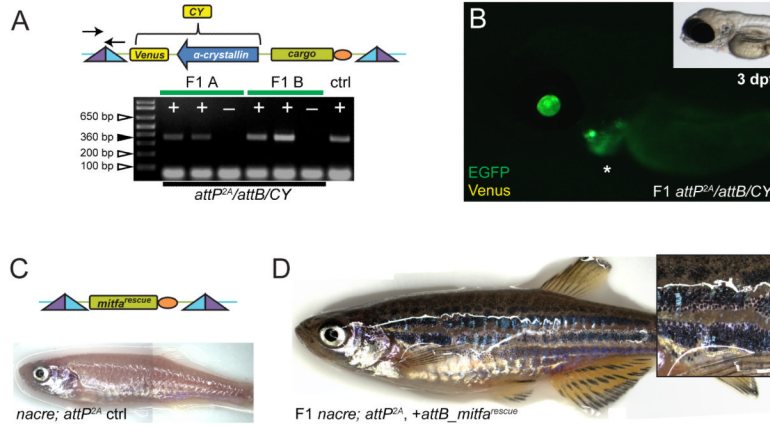 A
CY
Venus
α-crystallin
cargo
F1 A
F1 B
ctrl
+ + – + + – +
650 bp
360 bp
200 bp
100 bp
attP2A/attB/CY
B
3 dpf
EGFP
Venus
*
F1 attP2A/attB/CY
C
mitfarescue
nacre; attP2A ctrl
D
F1 nacre; attP2A, +attB_mitfarescue